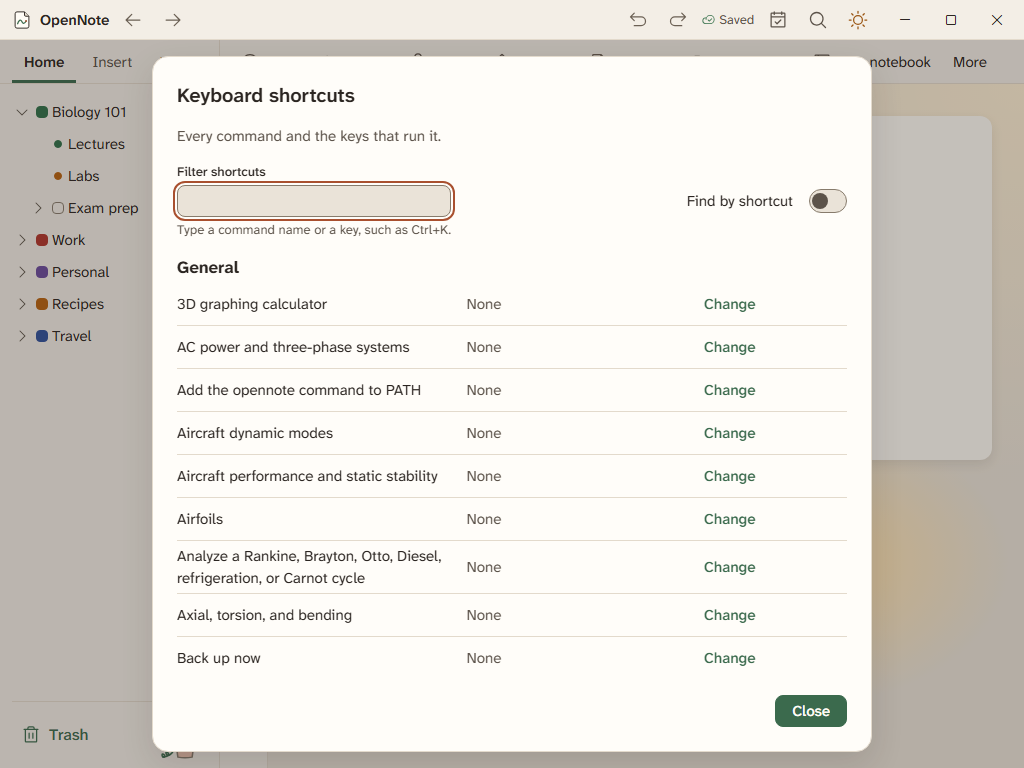 OpenNote
Saved
Home
Insert
notebook
More
Biology 101
Lectures
Labs
Exam prep
Work
Personal
Recipes
Travel
Trash
Keyboard shortcuts
Every command and the keys that run it.
Filter shortcuts
Find by shortcut
Type a command name or a key, such as Ctrl+K.
General
3D graphing calculator None Change
AC power and three-phase systems None Change
Add the opennote command to PATH None Change
Aircraft dynamic modes None Change
Aircraft performance and static stability None Change
Airfoils None Change
Analyze a Rankine, Brayton, Otto, Diesel,
refrigeration, or Carnot cycle None Change
Axial, torsion, and bending None Change
Back up now None Change
Close